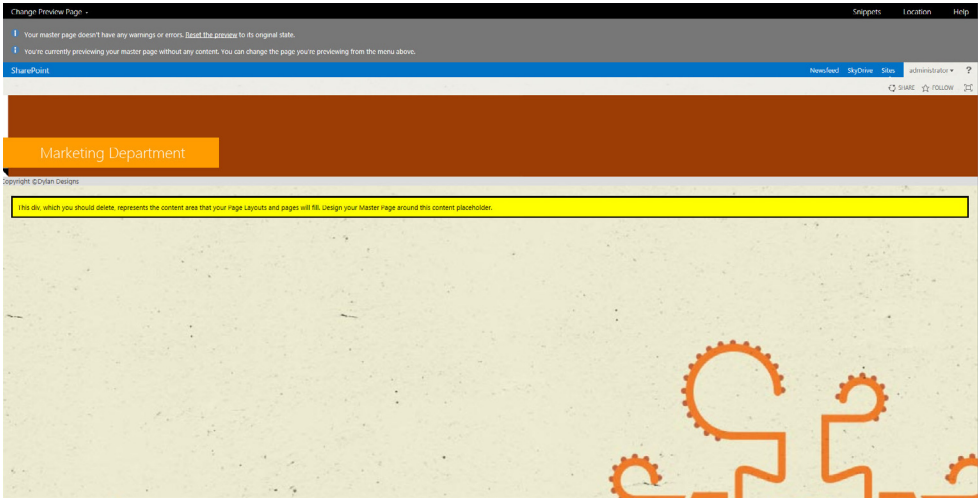 Change Preview Page
Snippets Location Help
Your master page doesn't have any warnings or errors. Reset the preview to its original state.
You're currently previewing your master page without any content. You can change the page you're previewing from the menu above.
SharePoint
Newsfeed SkyDrive Sites administrator ?
SHARE FOLLOW
Marketing Department
Copyright ©Dylan Designs
This div, which you should delete, represents the content area that your Page Layouts and pages will fill. Design your Master Page around this content placeholder.